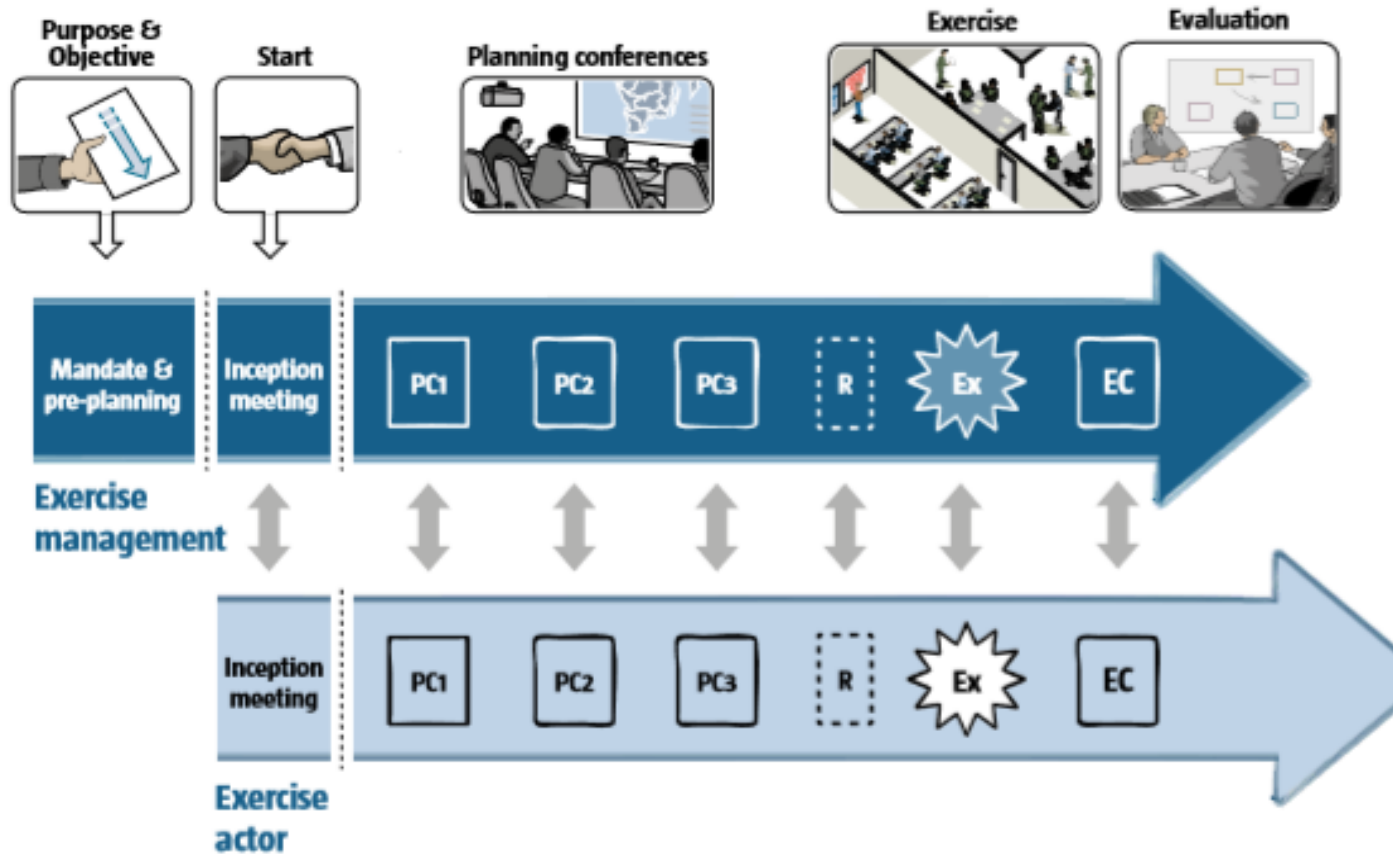 Purpose &
Objective
Start
Planning conferences
Exercise
Evaluation
Mandate &
pre-planning
Inception
meeting
PC1
PC2
PC3
R
Ex
EC
Exercise
management
Inception
meeting
PC1
PC2
PC3
R
Ex
EC
Exercise
actor